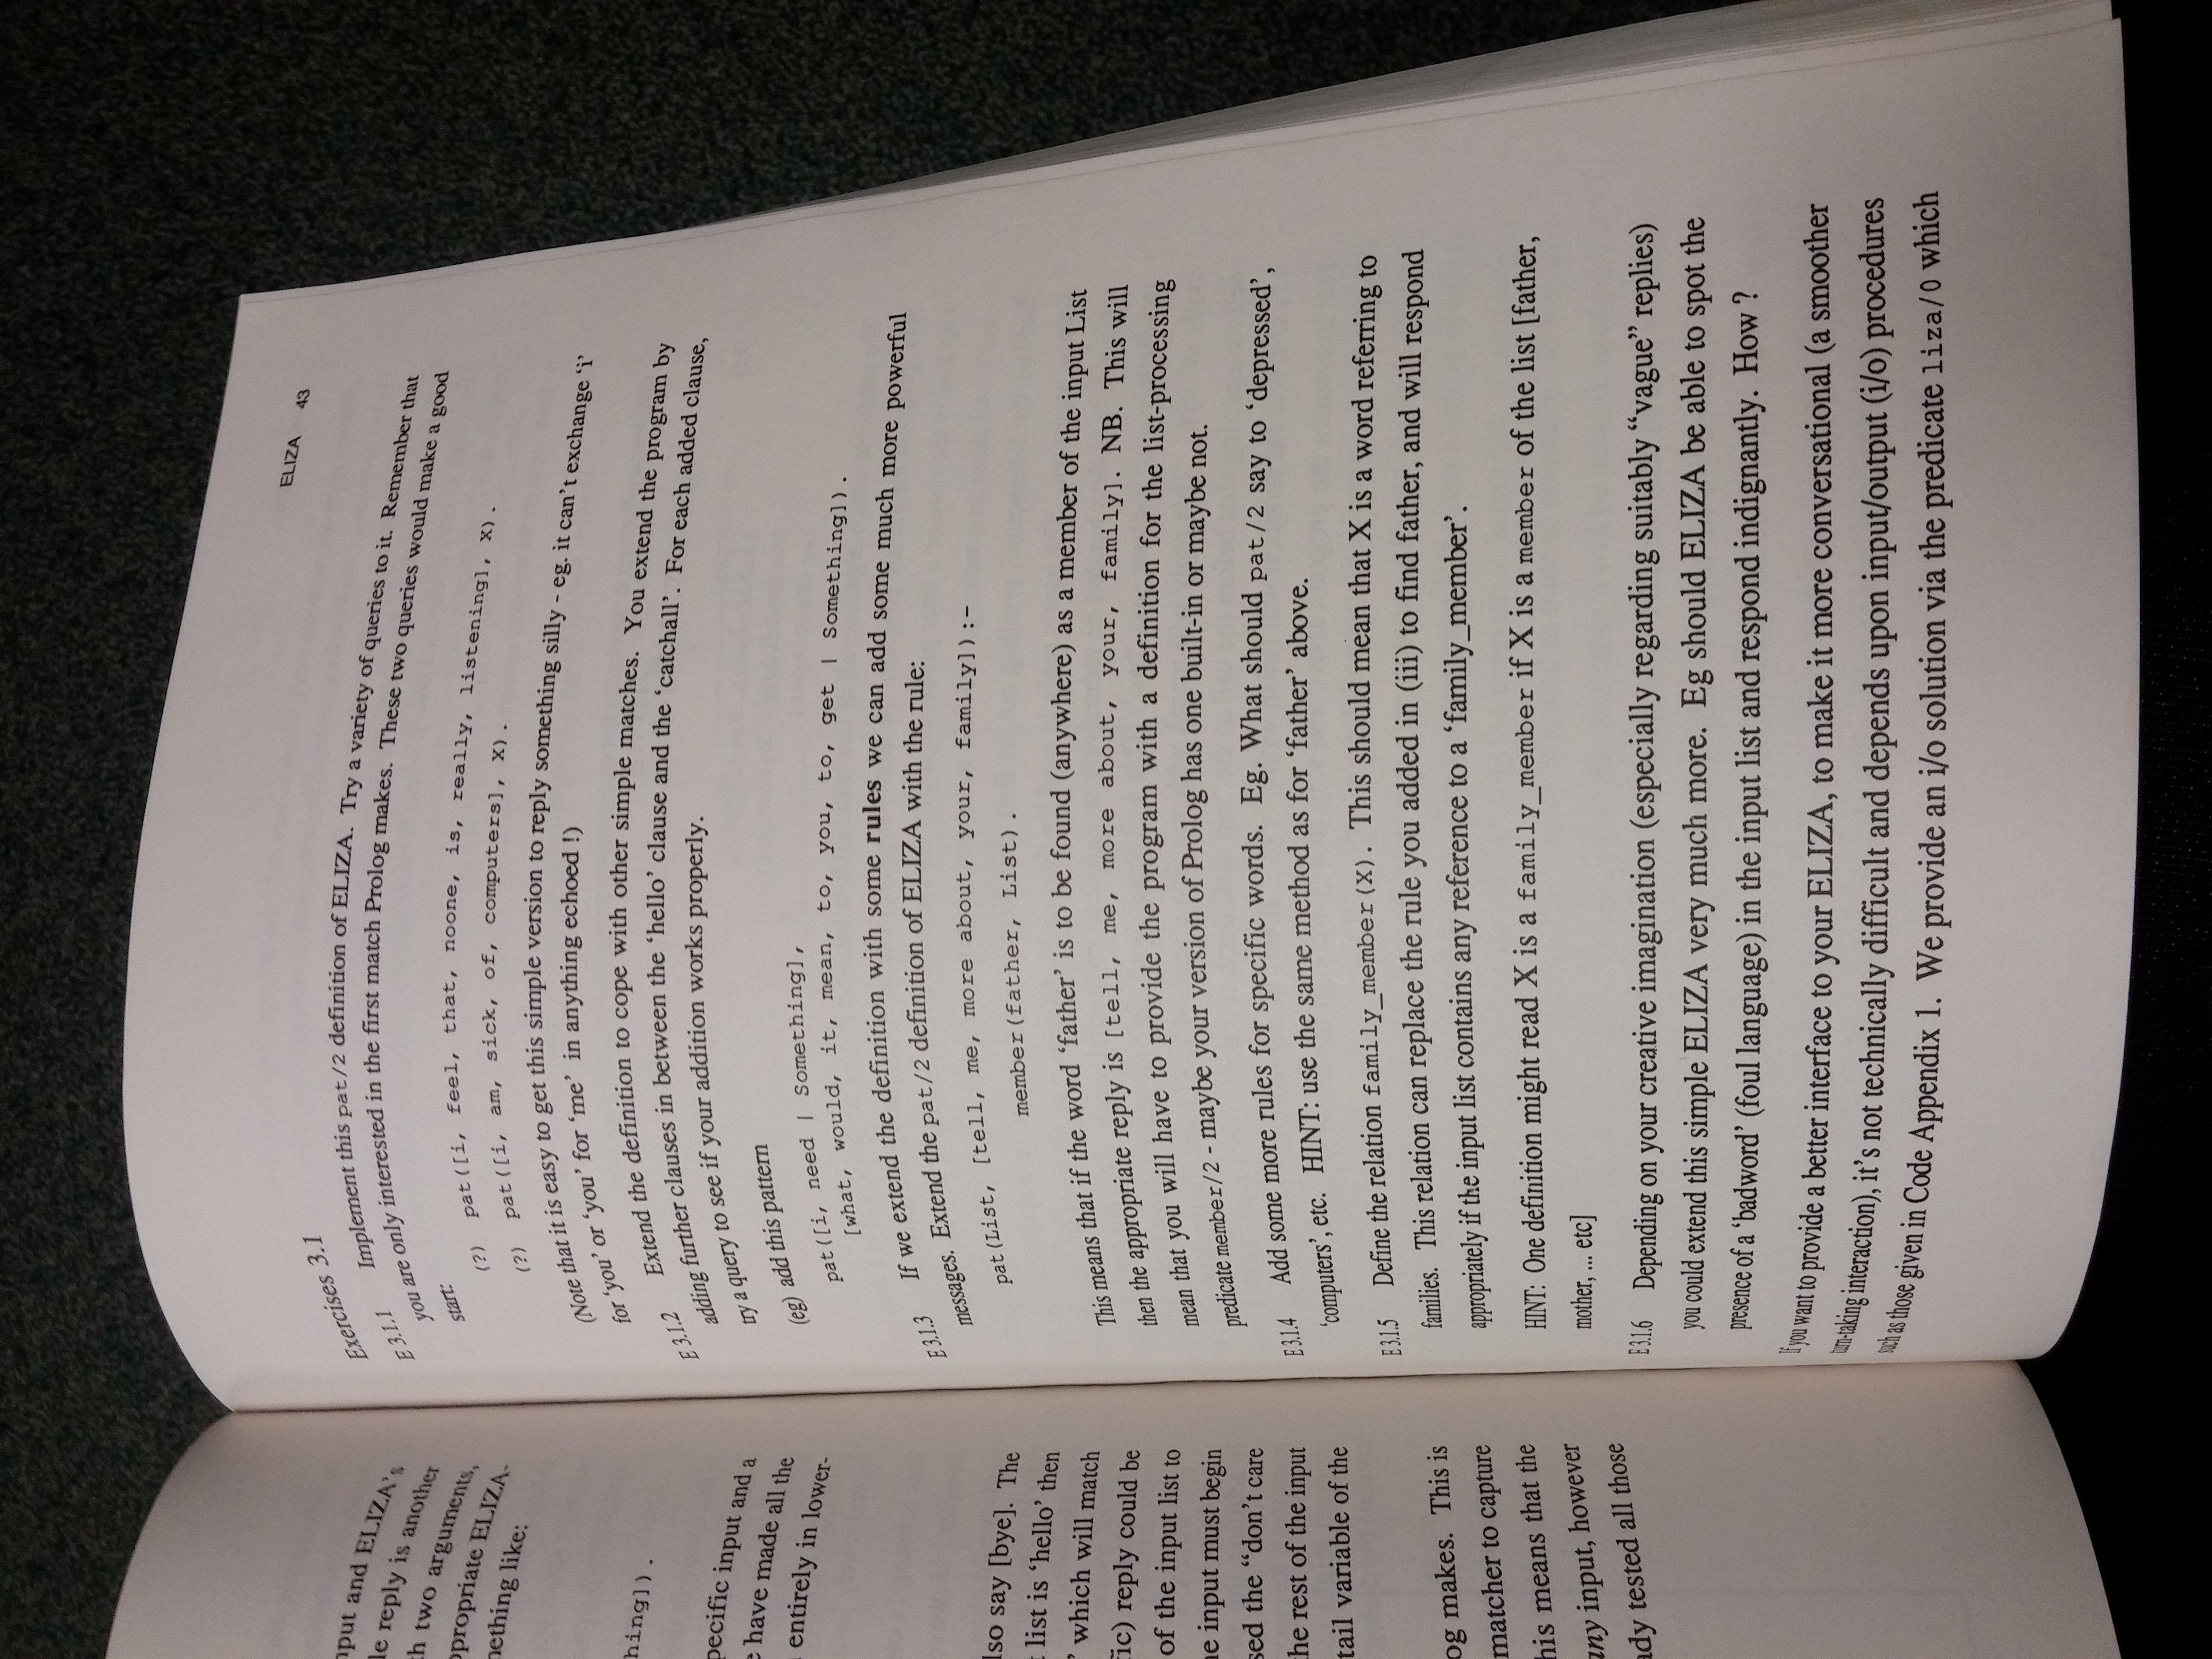 nput and ELIZA's
le reply is another
th two arguments,
ppropriate ELIZA-
nething like:
hing]).
pecific input and a
e have made all the
entirely in lower-
lso say [bye]. The
list is 'hello' then
' which will match
fic) reply could be
of the input list to
he input must begin
sed the "don't care
the rest of the input
tail variable of the
og makes. This is
matcher to capture
his means that the
any input, however
ady tested all those
ELIZA 43
Exercises 3.1
E 3.1.1 Implement this pat/2 definition of ELIZA. Try a variety of queries to it. Remember that
you are only interested in the first match Prolog makes. These two queries would make a good
start:
(?) pat([i, feel, that, noone, is, really, listening], X).
(?) pat([i, am, sick, of, computers], X).
(Note that it is easy to get this simple version to reply something silly - eg. it can't exchange 'i'
for 'you' or 'you' for 'me' in anything echoed !)
E 3.1.2 Extend the definition to cope with other simple matches. You extend the program by
adding further clauses in between the 'hello' clause and the 'catchall'. For each added clause,
try a query to see if your addition works properly.
(eg) add this pattern
pat([i, need | Something],
[what, would, it, mean, to, you, to, get | Something]).
E 3.1.3 If we extend the definition with some rules we can add some much more powerful
messages. Extend the pat/2 definition of ELIZA with the rule:
pat(List, [tell, me, more about, your, family]):-
member(father, List).
This means that if the word 'father' is to be found (anywhere) as a member of the input List
then the appropriate reply is [tell, me, more about, your, family]. NB. This will
mean that you will have to provide the program with a definition for the list-processing
predicate member/2 - maybe your version of Prolog has one built-in or maybe not.
E 3.1.4 Add some more rules for specific words. Eg. What should pat/2 say to 'depressed',
'computers', etc. HINT: use the same method as for 'father' above.
E 3.1.5 Define the relation family_member(X). This should mean that X is a word referring to
families. This relation can replace the rule you added in (iii) to find father, and will respond
appropriately if the input list contains any reference to a 'family_member'.
HINT: One definition might read X is a family_member if X is a member of the list [father,
mother, ... etc]
E 3.1.6 Depending on your creative imagination (especially regarding suitably "vague" replies)
you could extend this simple ELIZA very much more. Eg should ELIZA be able to spot the
presence of a 'badword' (foul language) in the input list and respond indignantly. How ?
If you want to provide a better interface to your ELIZA, to make it more conversational (a smoother
turn-taking interaction), it's not technically difficult and depends upon input/output (i/o) procedures
such as those given in Code Appendix 1. We provide an i/o solution via the predicate liza/0 which